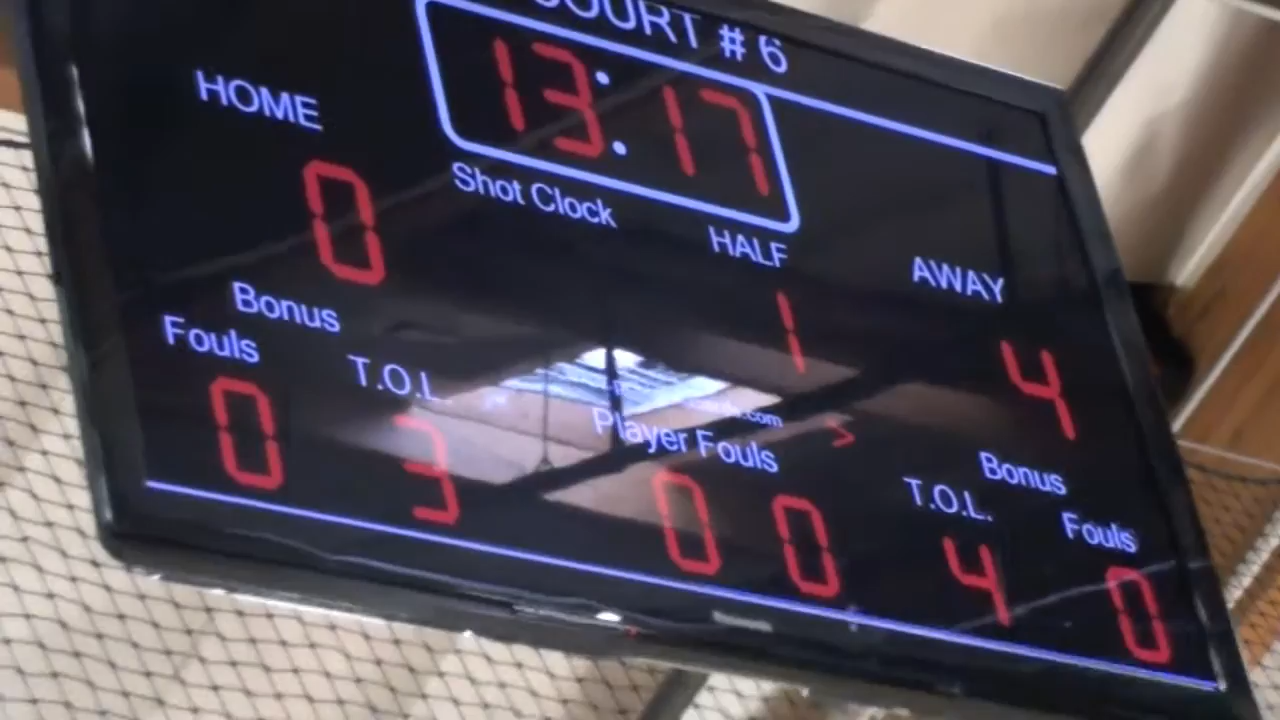 COURT # 6
13:17
HOME
Shot Clock
HALF
AWAY
0
1
4
Bonus
Bonus
Fouls
T.O.L.
.com
Player Fouls
>
T.O.L.
Fouls
0
3
0 0
4
0